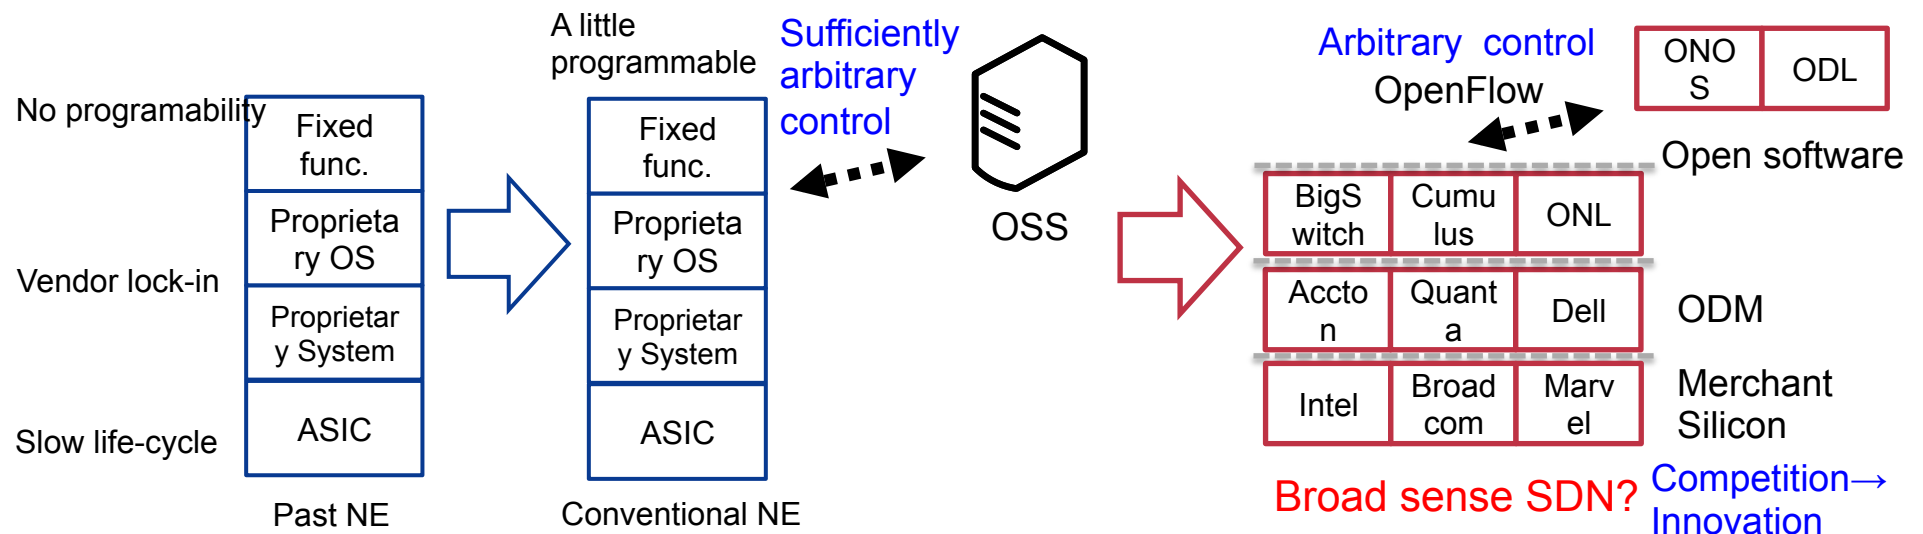 No programability
Vendor lock-in
Slow life-cycle
Fixed
func.
Proprieta
ry OS
Proprietar
y System
ASIC
Past NE
A little
programmable
Fixed
func.
Proprieta
ry OS
Proprietar
y System
ASIC
Conventional NE
Sufficiently
arbitrary
control
OSS
Arbitrary control
OpenFlow
ONO
S
ODL
Open software
BigS
witch
Cumu
lus
ONL
Accto
n
Quant
a
Dell
ODM
Intel
Broad
com
Marv
el
Merchant
Silicon
Broad sense SDN?
Competition→
Innovation